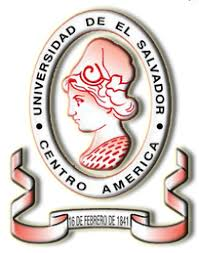 UNIVERSIDAD DE EL SALVADOR
CENTRO AMERICA
16 DE FEBRERO DE 1841